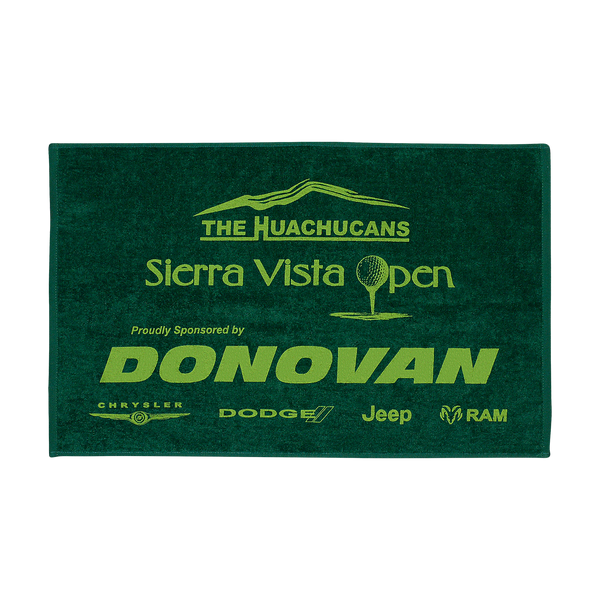 THE HUACHUCANS
Sierra Vista Open
Proudly Sponsored by
DONOVAN
CHRYSLER DODGE Jeep RAM